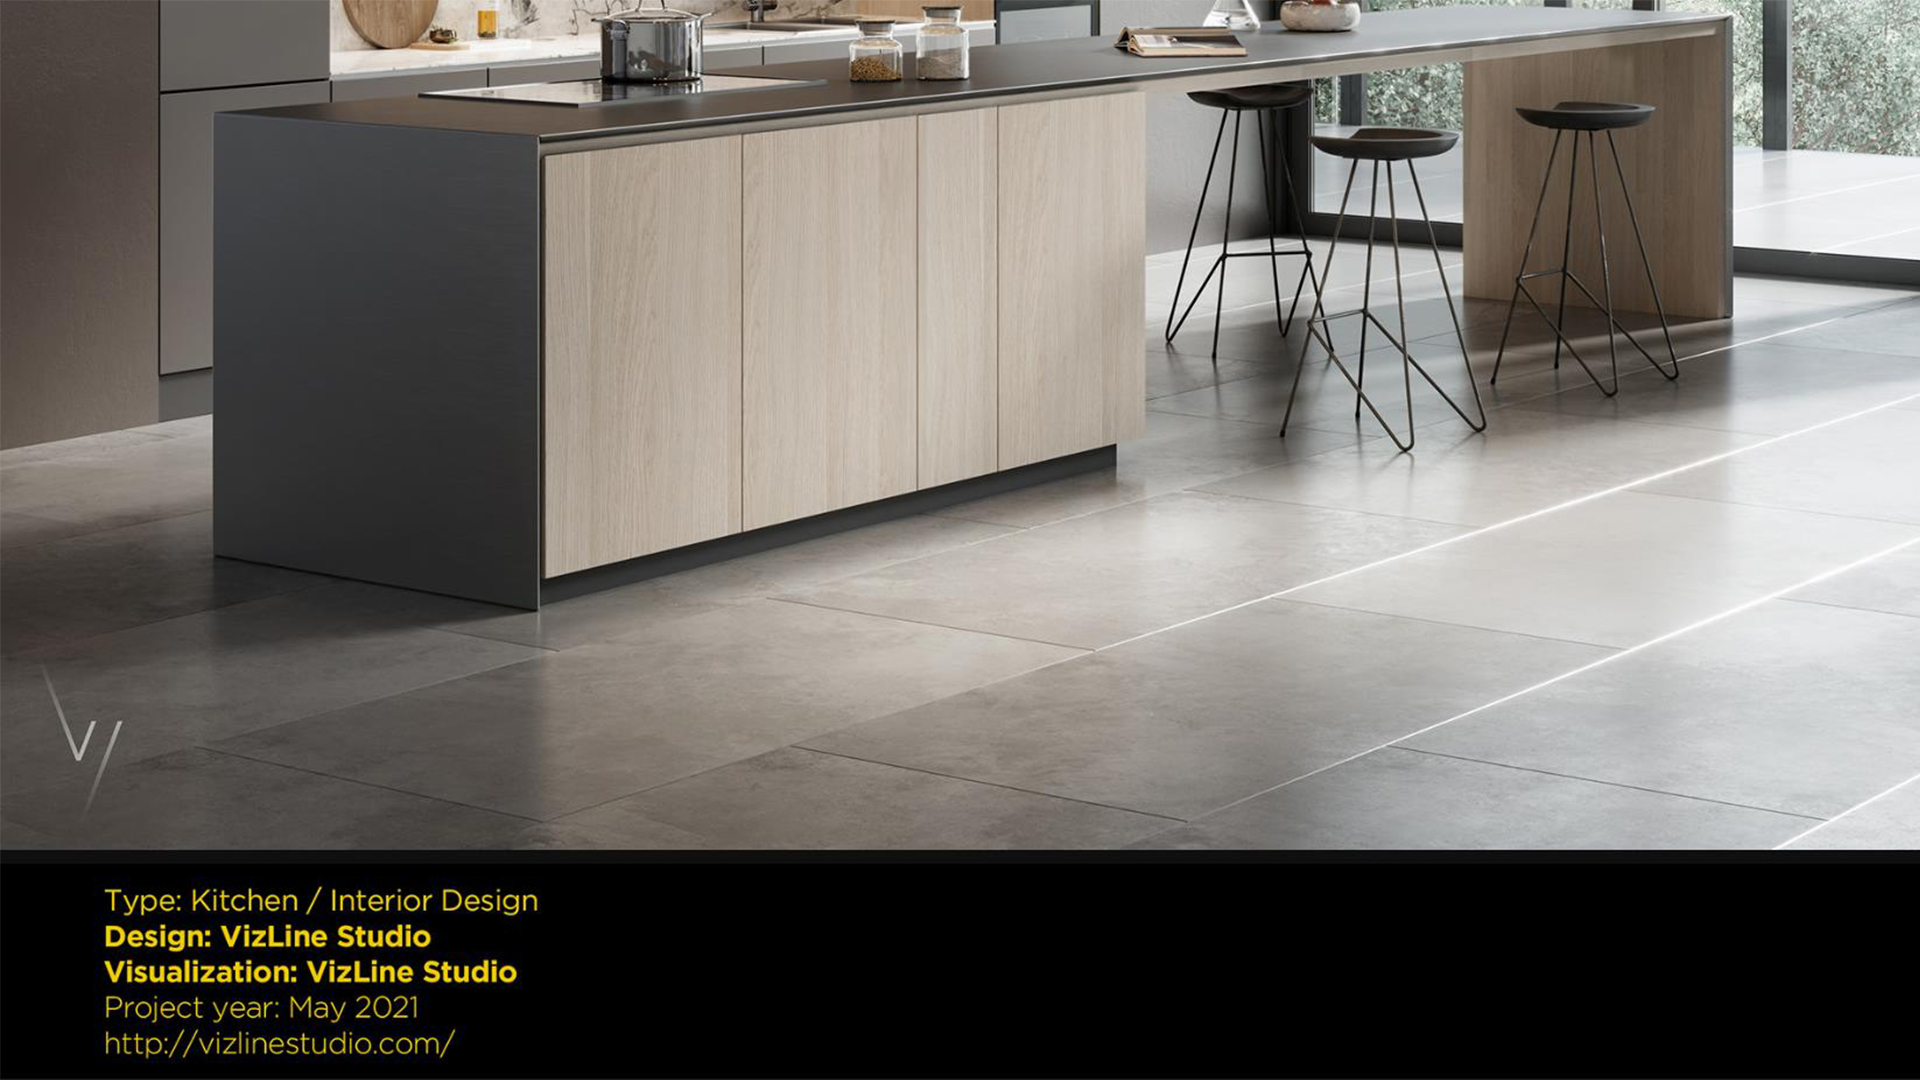 Type: Kitchen / Interior Design
Design: VizLine Studio
Visualization: VizLine Studio
Project year: May 2021
http://vizlinestudio.com/